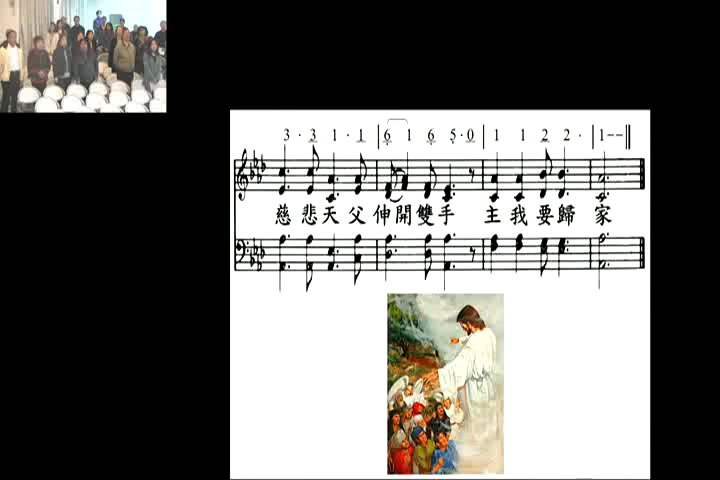 3 · 3 1 · 1 | 6 1 6 5 · 0 | 1 1 2 2 · | 1 - - ||
慈悲天父伸開雙手 主我要歸家